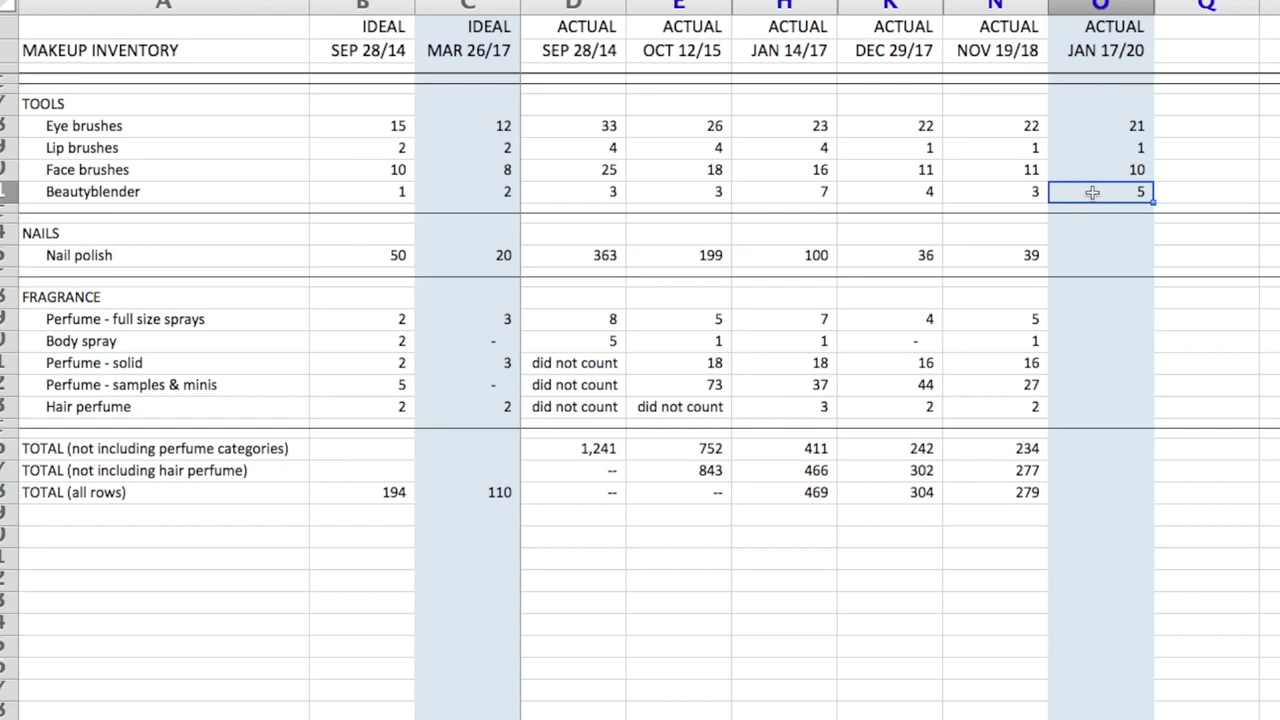 A B C D E H K N O Q
IDEAL IDEAL ACTUAL ACTUAL ACTUAL ACTUAL ACTUAL ACTUAL
MAKEUP INVENTORY SEP 28/14 MAR 26/17 SEP 28/14 OCT 12/15 JAN 14/17 DEC 29/17 NOV 19/18 JAN 17/20
TOOLS
Eye brushes 15 12 33 26 23 22 22 21
Lip brushes 2 2 4 4 4 1 1 1
Face brushes 10 8 25 18 16 11 11 10
Beautyblender 1 2 3 3 7 4 3 5
NAILS
Nail polish 50 20 363 199 100 36 39
FRAGRANCE
Perfume - full size sprays 2 3 8 5 7 4 5
Body spray 2 - 5 1 1 - 1
Perfume - solid 2 3 did not count 18 18 16 16
Perfume - samples & minis 5 - did not count 73 37 44 27
Hair perfume 2 2 did not count did not count 3 2 2
TOTAL (not including perfume categories) 1,241 752 411 242 234
TOTAL (not including hair perfume) -- 843 466 302 277
TOTAL (all rows) 194 110 -- -- 469 304 279